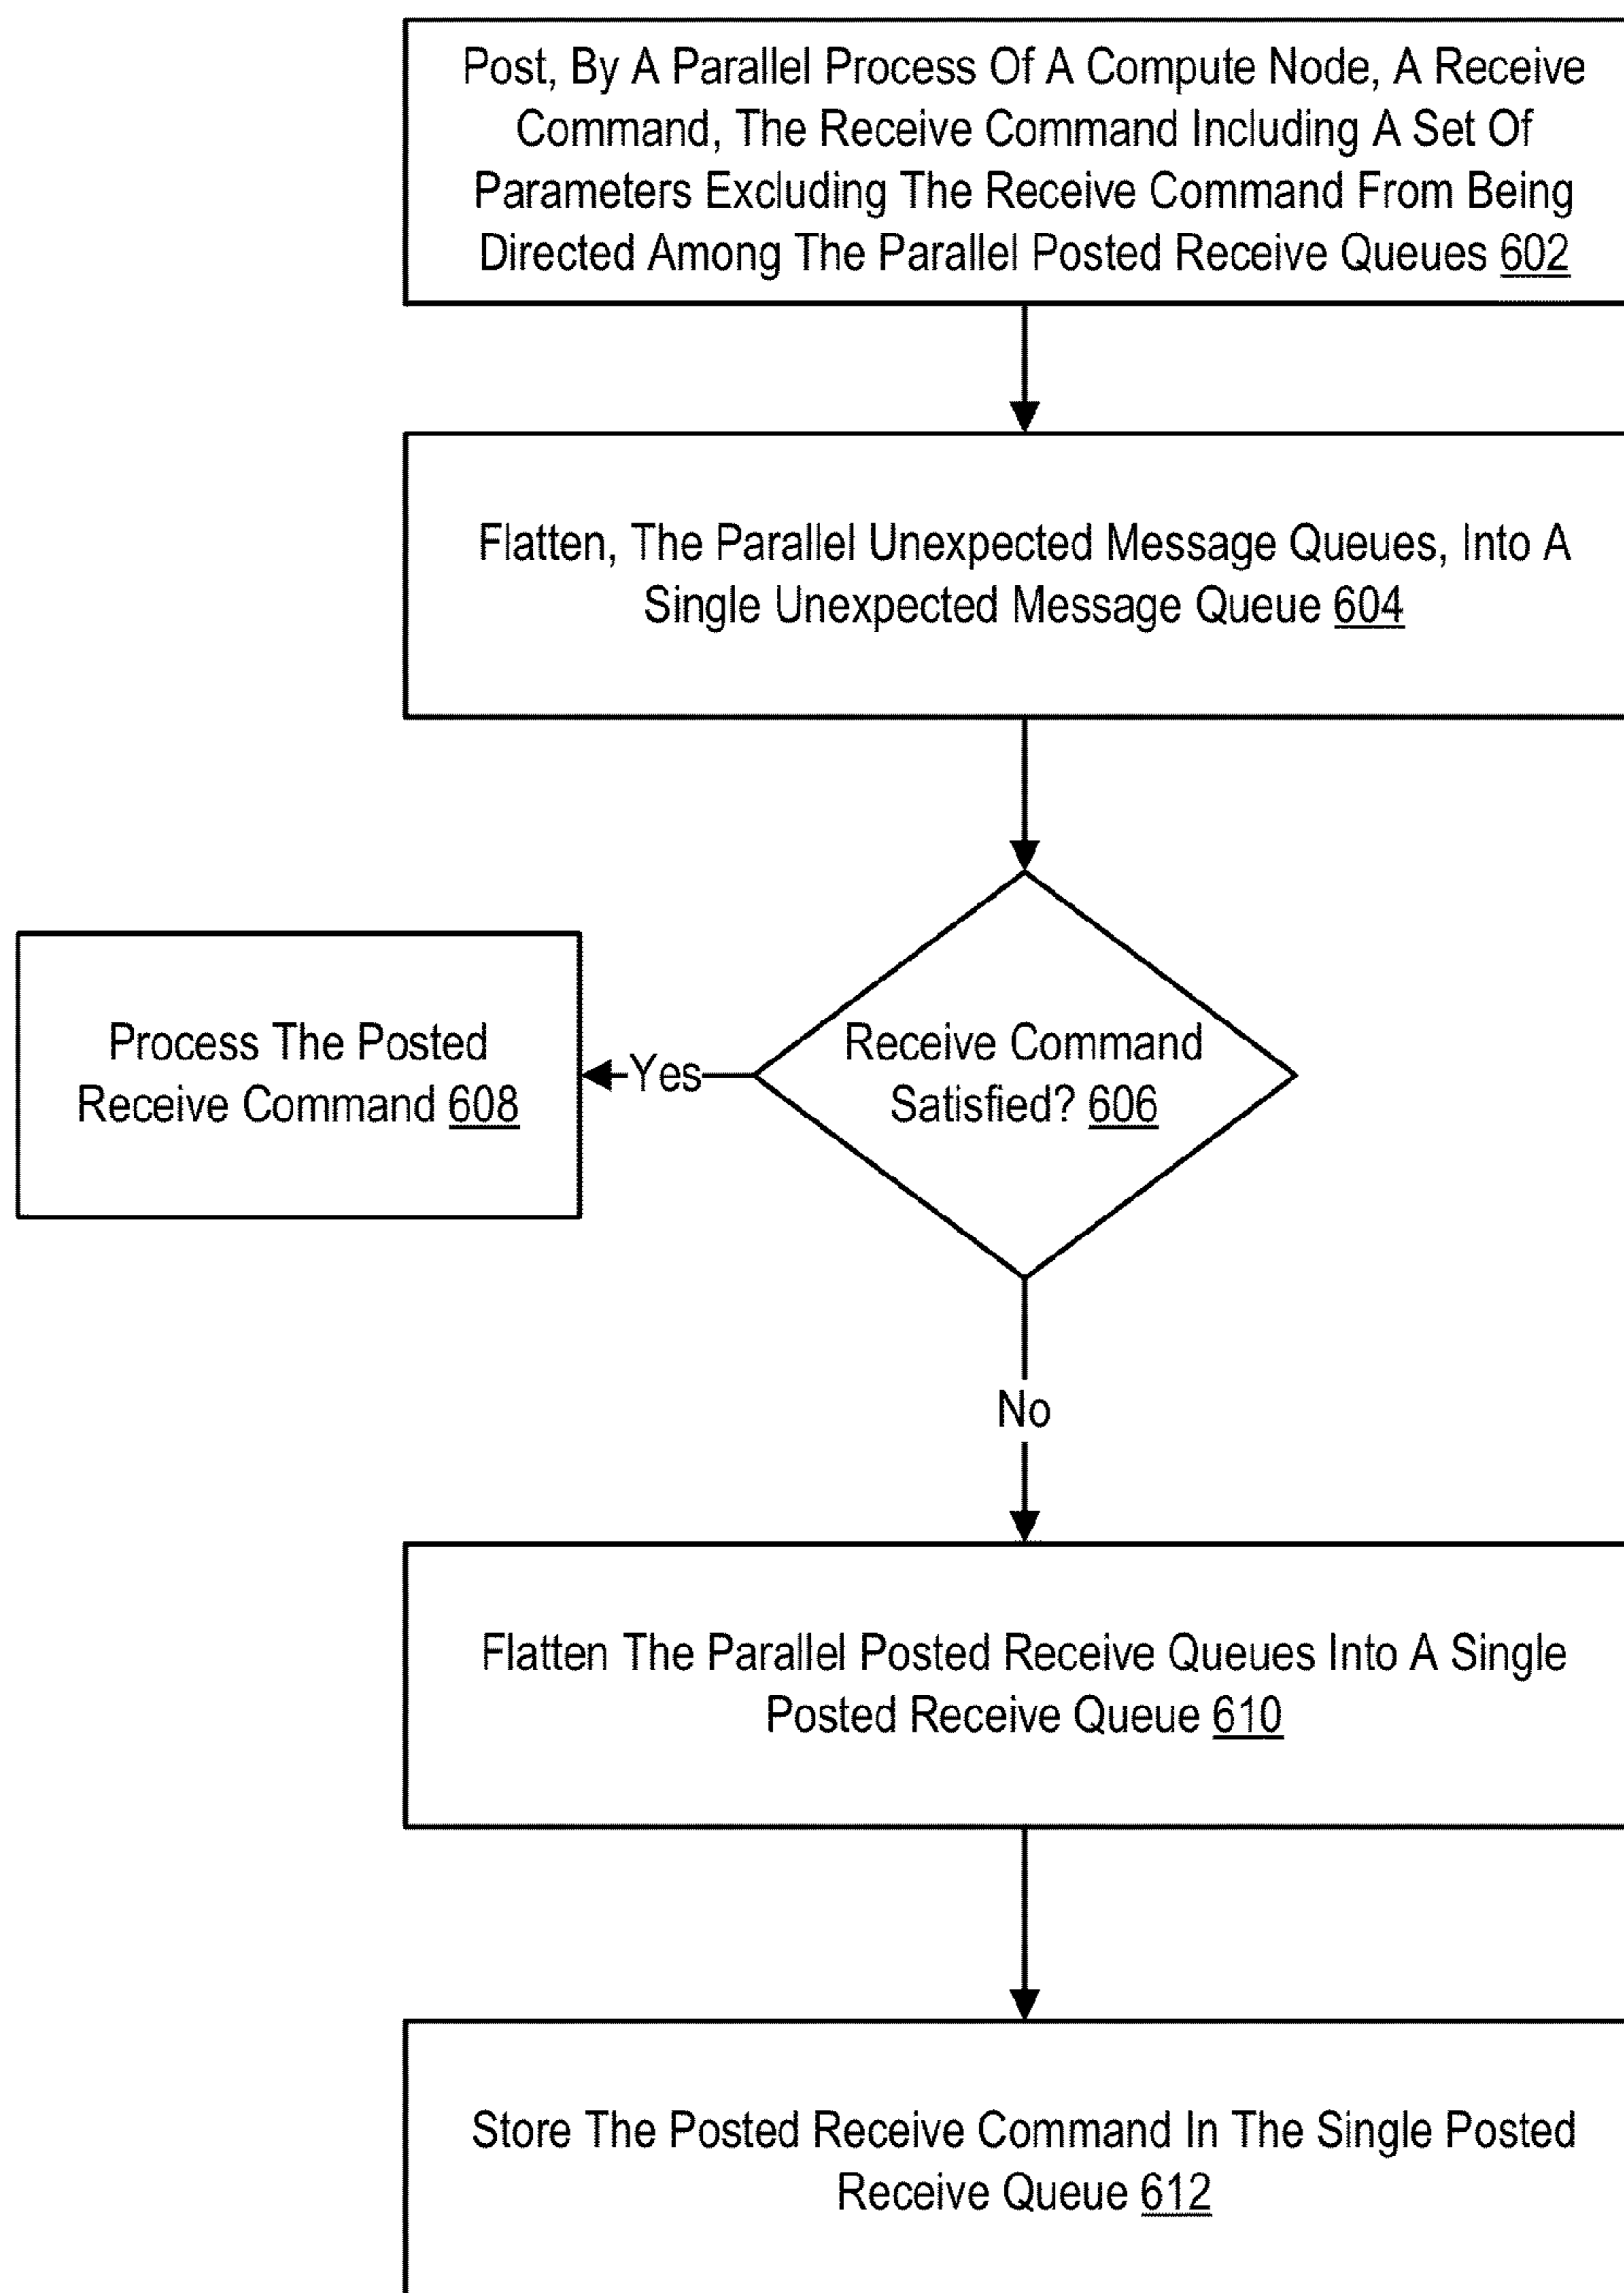 Post, By A Parallel Process Of A Compute Node, A Receive
Command, The Receive Command Including A Set Of
Parameters Excluding The Receive Command From Being
Directed Among The Parallel Posted Receive Queues 602
Flatten, The Parallel Unexpected Message Queues, Into A
Single Unexpected Message Queue 604
Receive Command
Satisfied? 606
Yes
Process The Posted
Receive Command 608
No
Flatten The Parallel Posted Receive Queues Into A Single
Posted Receive Queue 610
Store The Posted Receive Command In The Single Posted
Receive Queue 612